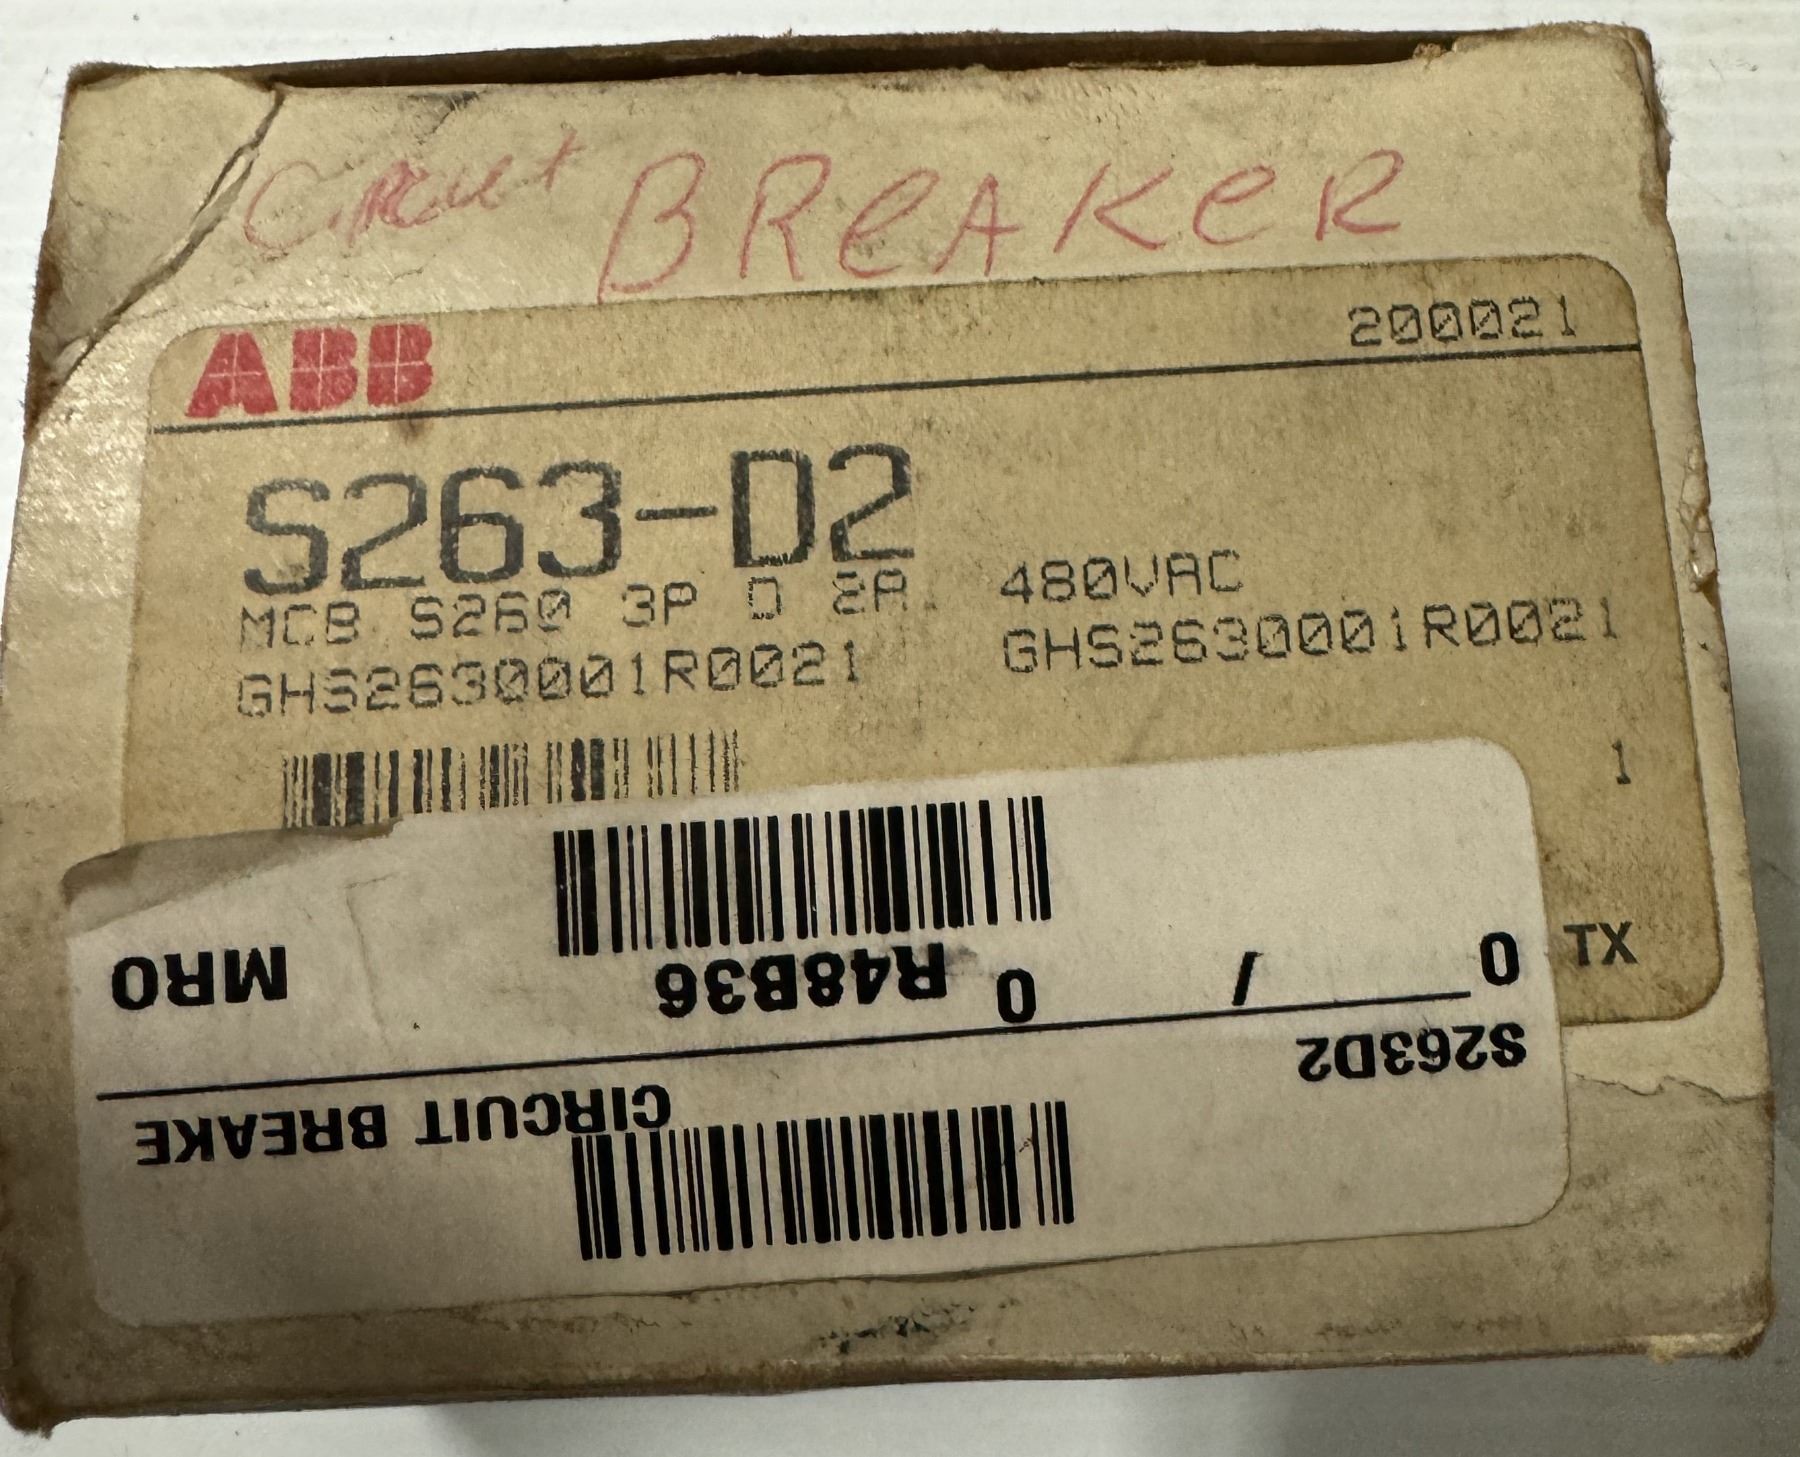 Circuit BREAKER
ABB 200021
S263-D2
MCB S260 3P D 2A 480VAC
GHS2630001R0021 GHS2630001R0021
1
TX
S263D2 CIRCUIT BREAKE
0 / 0 R48B36 MRO